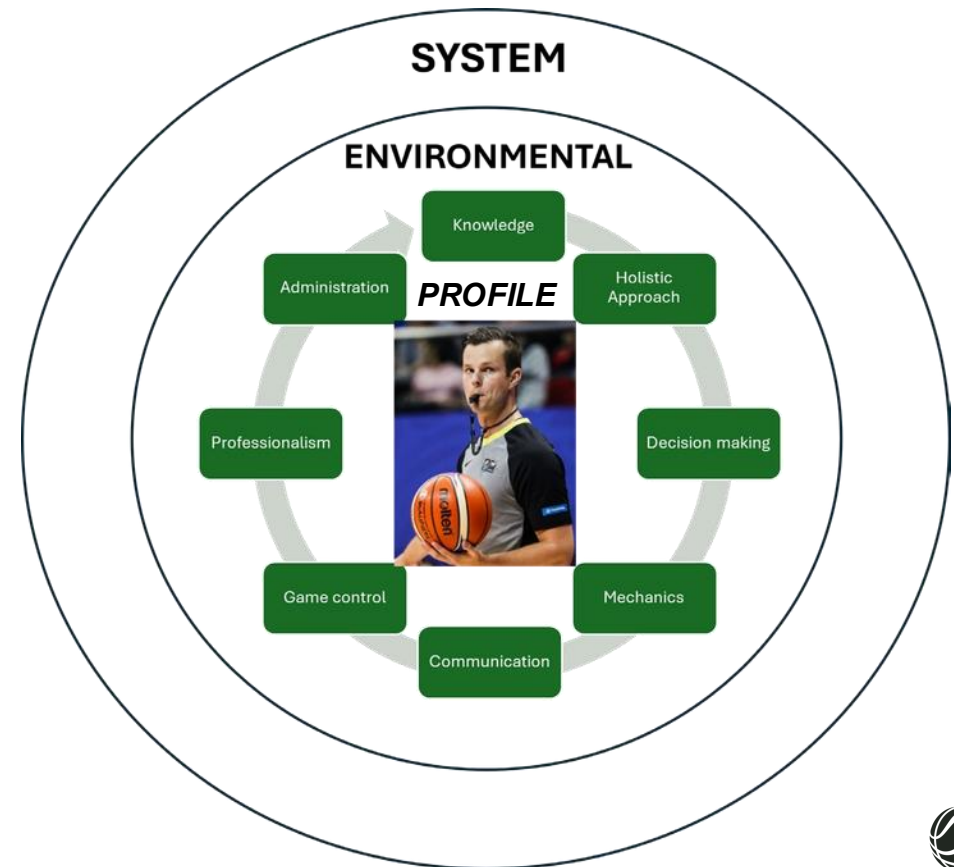 SYSTEM
ENVIRONMENTAL
Knowledge
Administration
PROFILE
Holistic
Approach
Professionalism
Decision making
molten
Game control
Mechanics
Communication